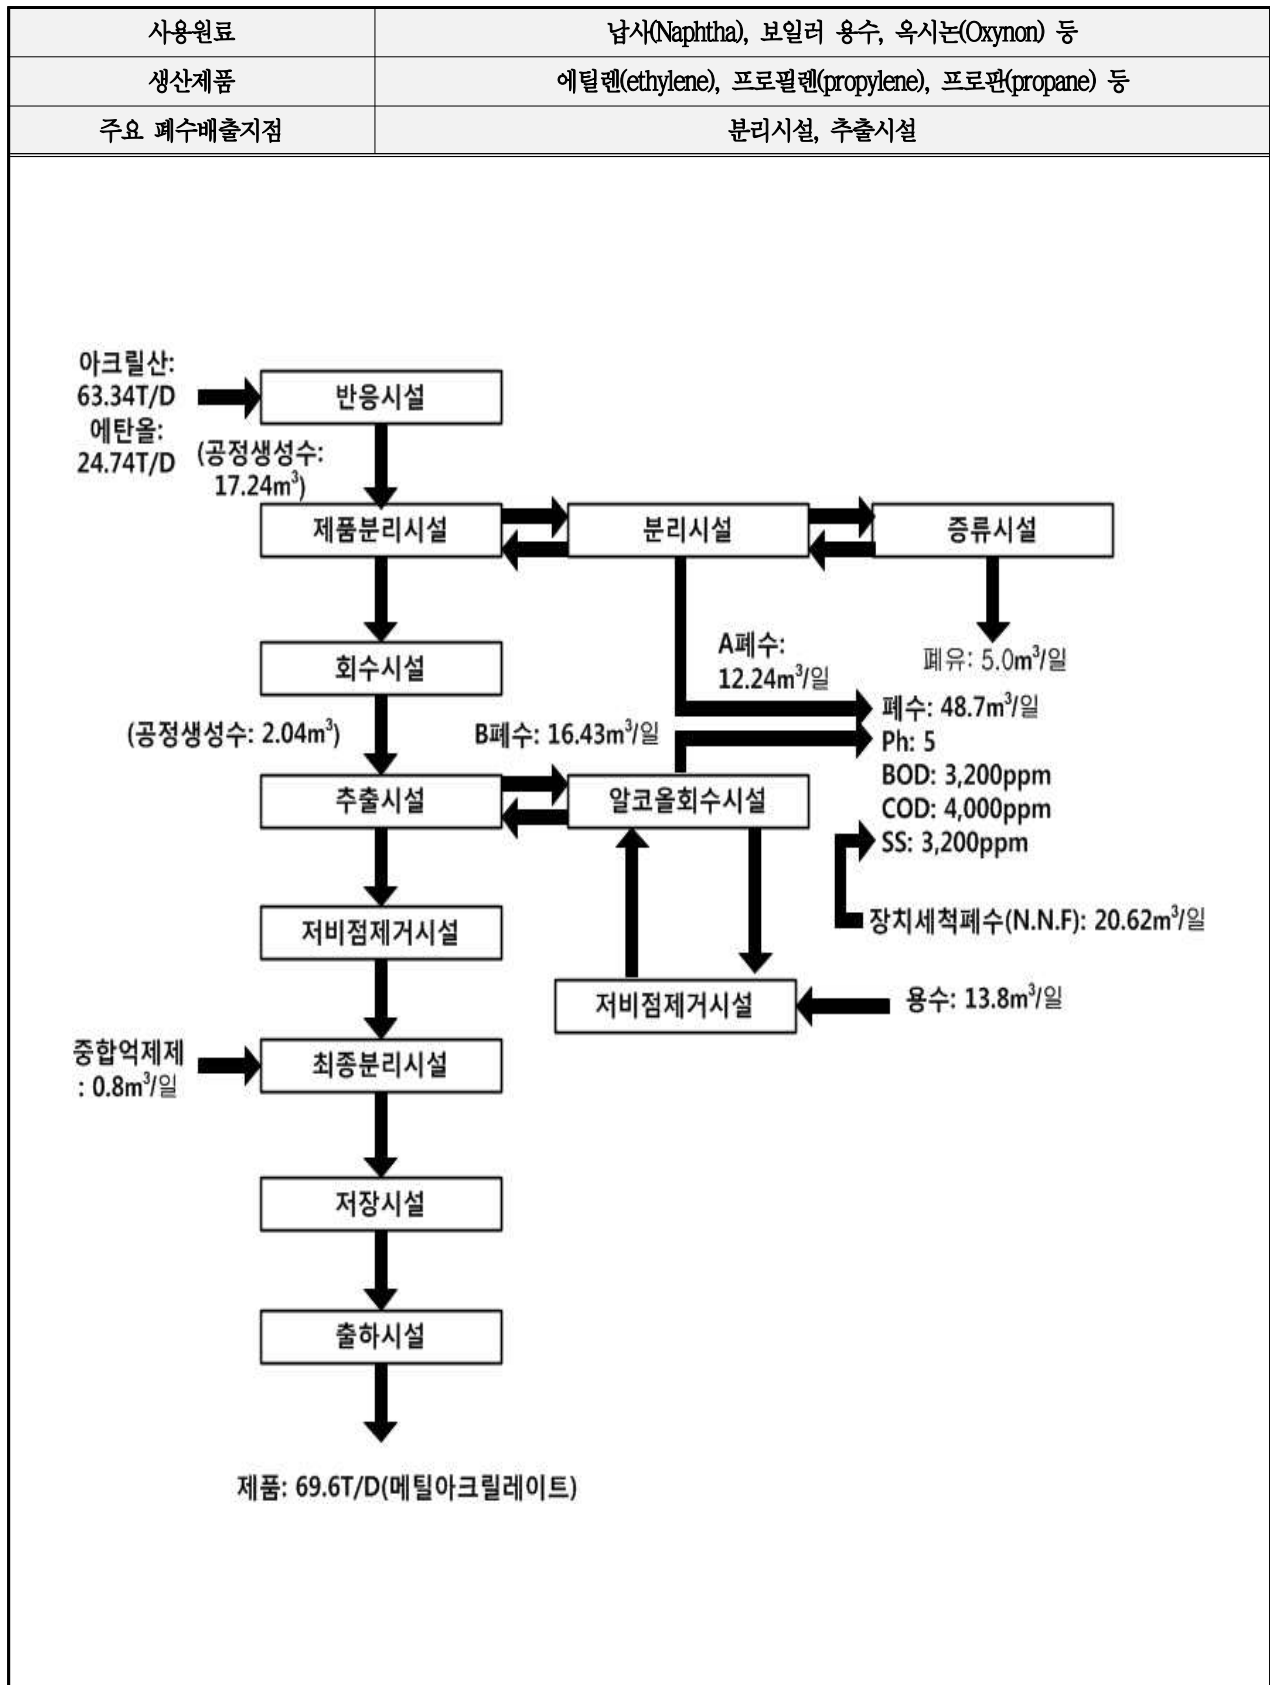 사용원료 납사(Naphtha), 보일러 용수, 옥시논(Oxynon) 등
생산제품 에틸렌(ethylene), 프로필렌(propylene), 프로판(propane) 등
주요 폐수배출지점 분리시설, 추출시설
아크릴산:
63.34T/D
에탄올:
24.74T/D
반응시설
(공정생성수:
17.24m³)
제품분리시설
분리시설
증류시설
A폐수:
12.24m³/일
폐유: 5.0m³/일
회수시설
(공정생성수: 2.04m³)
B폐수: 16.43m³/일
폐수: 48.7m³/일
Ph: 5
BOD: 3,200ppm
COD: 4,000ppm
SS: 3,200ppm
추출시설
알코올회수시설
장치세척폐수(N.N.F): 20.62m³/일
저비점제거시설
저비점제거시설
용수: 13.8m³/일
중합억제제
: 0.8m³/일
최종분리시설
저장시설
출하시설
제품: 69.6T/D(메틸아크릴레이트)